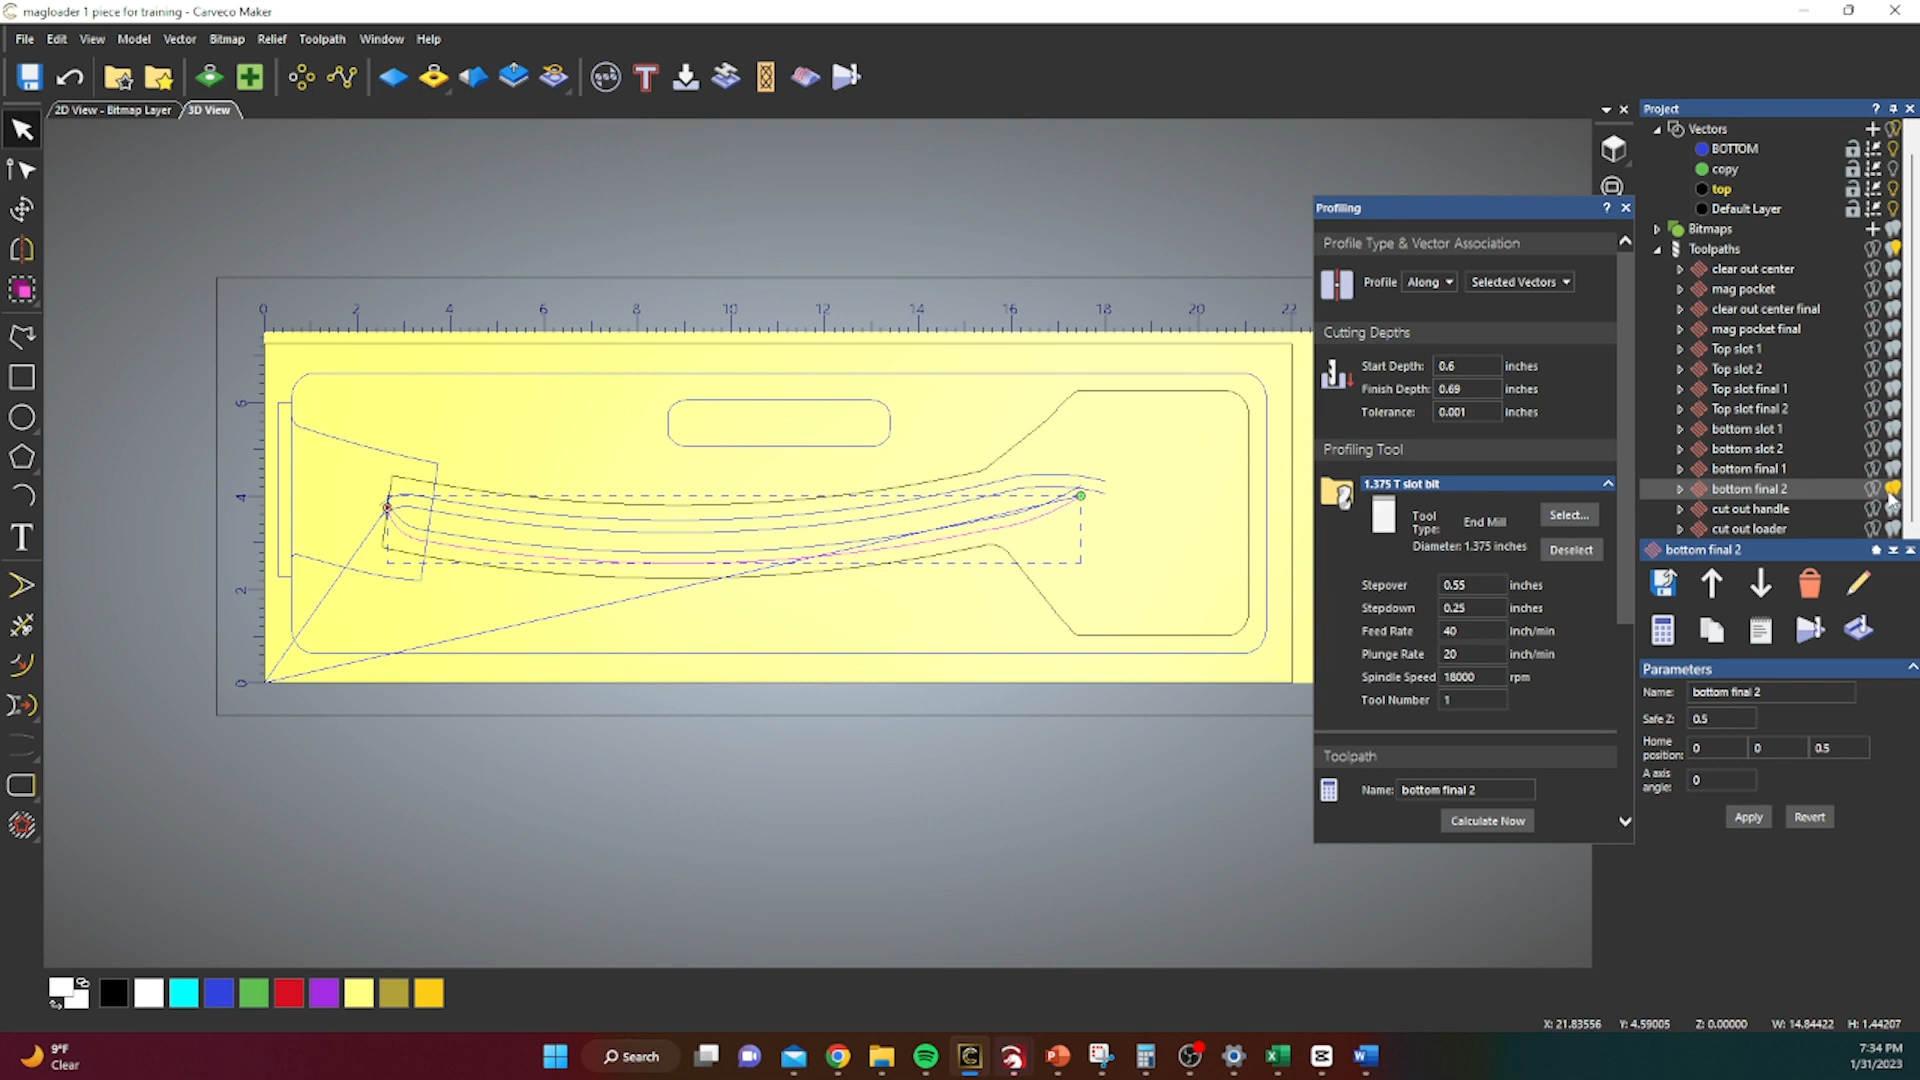 magloader 1 piece for training - Carveco Maker
File Edit View Model Vector Bitmap Relief Toolpath Window Help
2D View - Bitmap Layer 3D View
Project
Vectors
BOTTOM
copy
top
Default Layer
Bitmaps
Toolpaths
clear out center
mag pocket
clear out center final
mag pocket final
Top slot 1
Top slot 2
Top slot final 1
Top slot final 2
bottom slot 1
bottom slot 2
bottom final 1
bottom final 2
cut out handle
cut out loader
bottom final 2
Parameters
Name: bottom final 2
Safe Z: 0.5
Home position: 0 0 0.5
A axis angle: 0
Apply Revert
Profiling
Profile Type & Vector Association
Profile Along Selected Vectors
Cutting Depths
Start Depth: 0.6 inches
Finish Depth: 0.69 inches
Tolerance: 0.001 inches
Profiling Tool
1.375 T slot bit
Tool Type: End Mill Select...
Diameter: 1.375 inches Deselect
Stepover 0.55 inches
Stepdown 0.25 inches
Feed Rate 40 inch/min
Plunge Rate 20 inch/min
Spindle Speed 18000 rpm
Tool Number 1
Toolpath
Name: bottom final 2
Calculate Now
0 2 4 6 8 10 12 14 16 18 20 22
6
4
2
0
X: 21.83556 Y: 4.59005 Z: 0.00000 W: 14.84422 H: 1.44207
9°F
Clear
Search
7:34 PM
1/31/2023